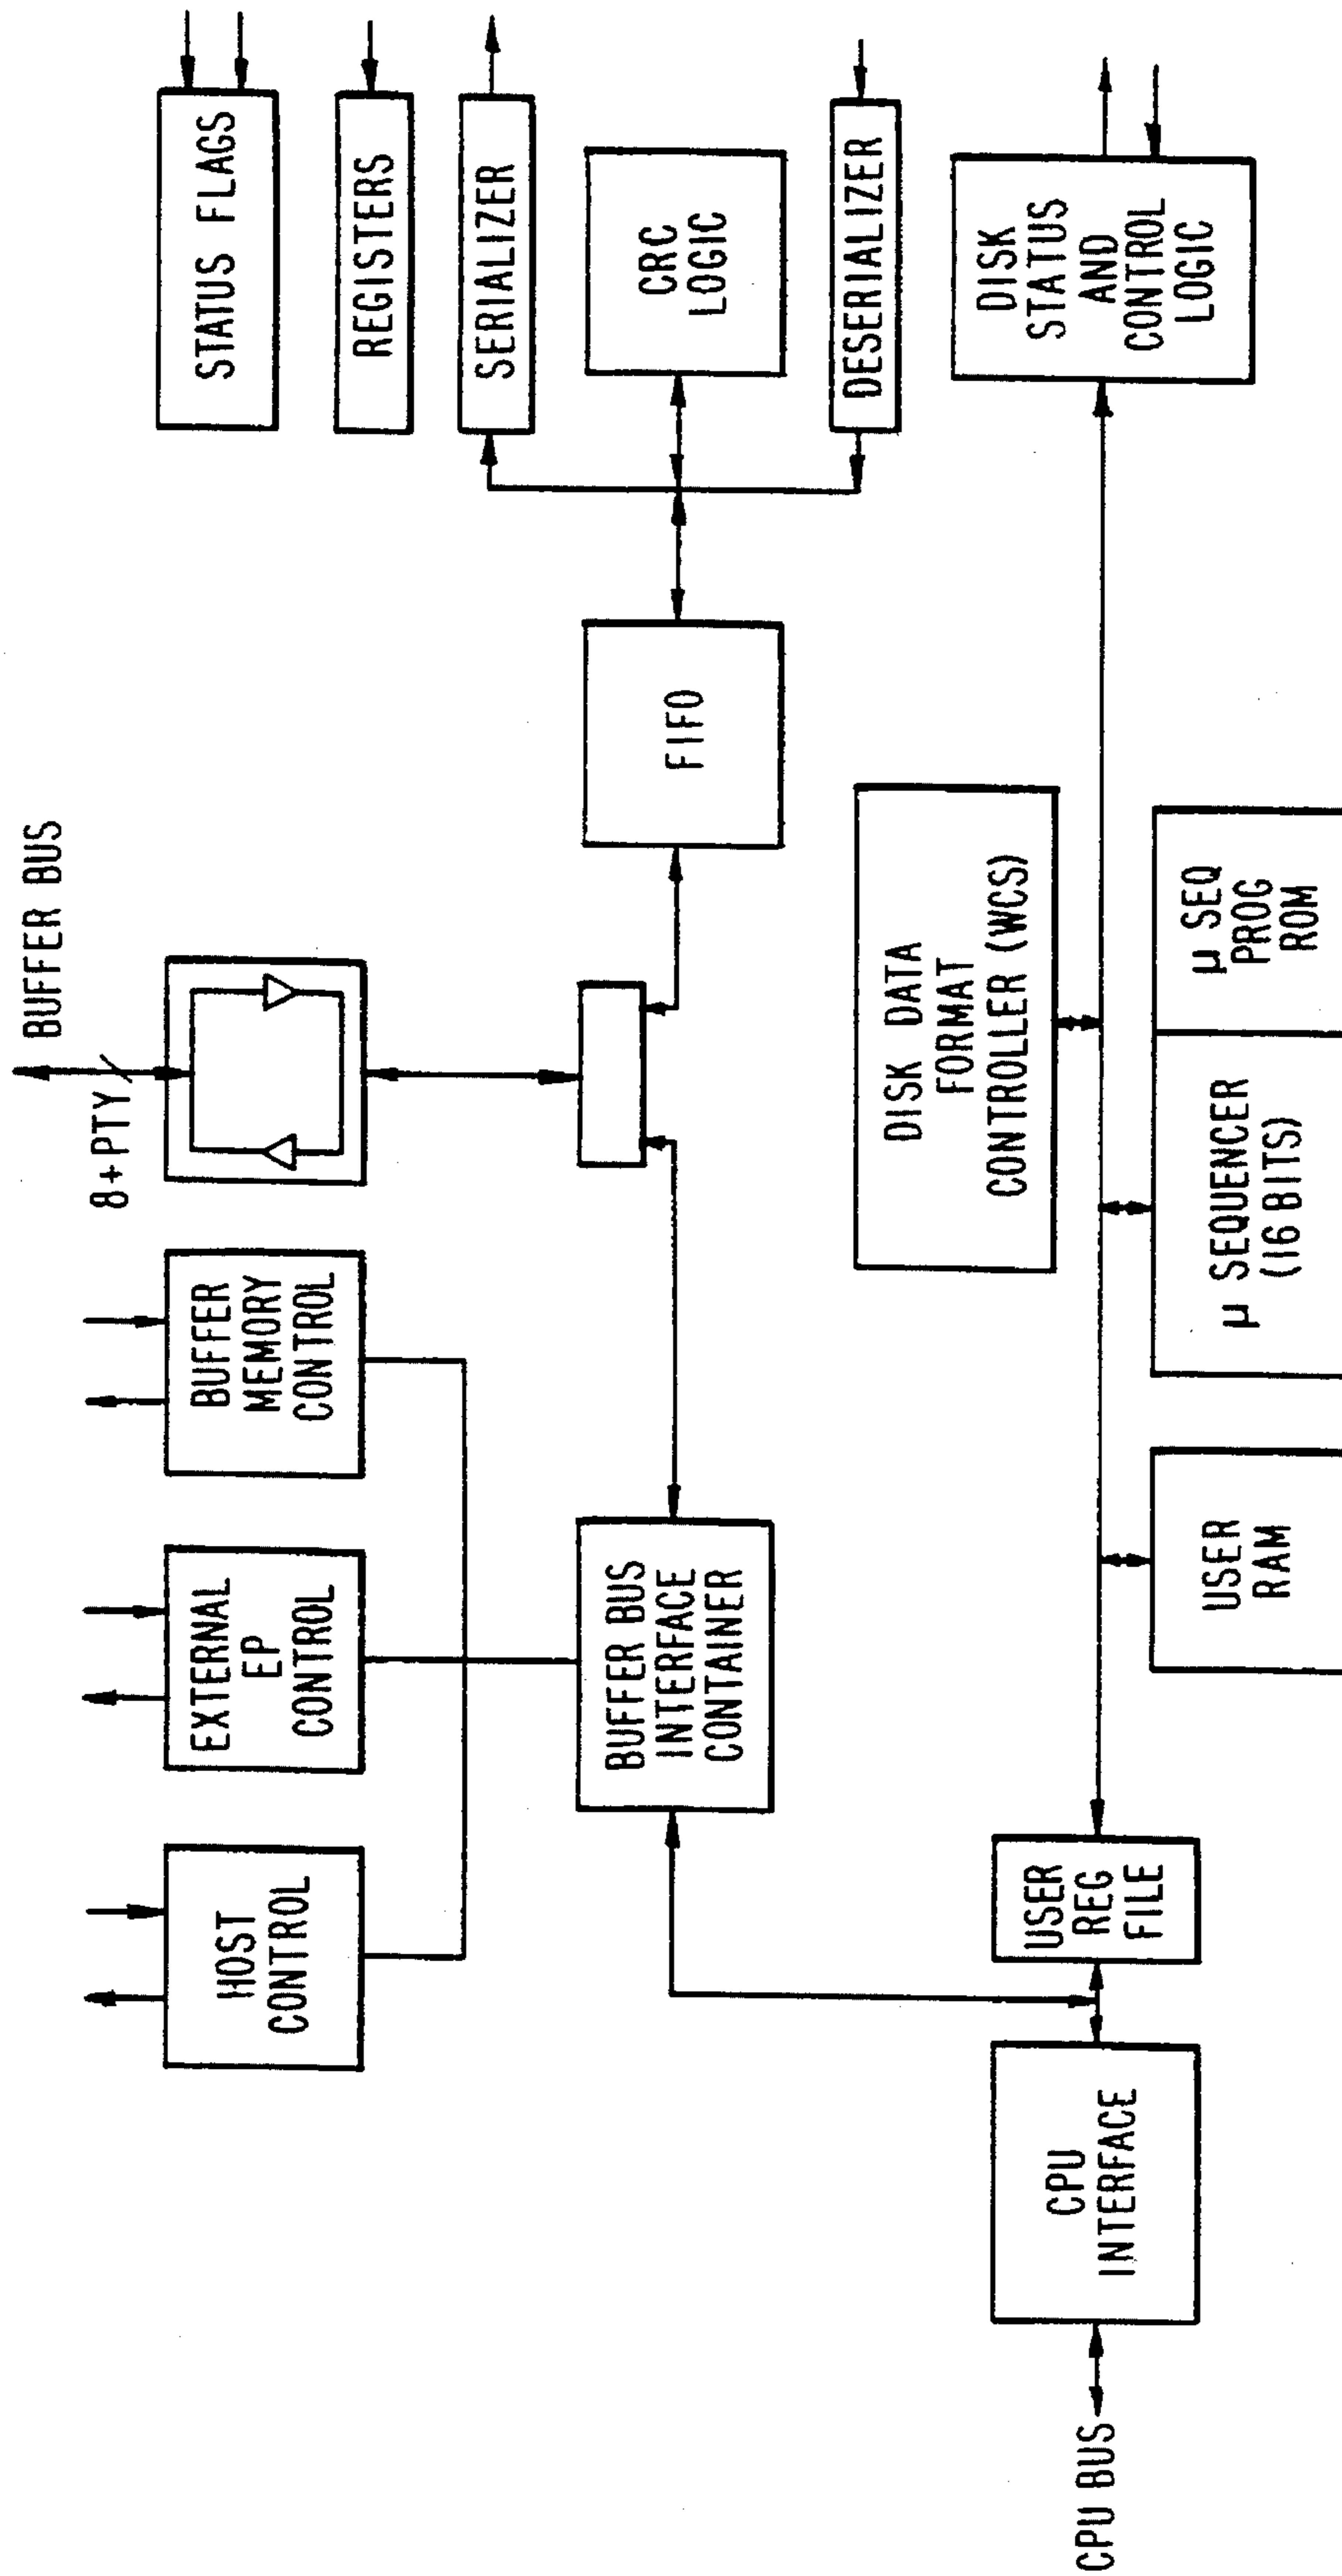 BUFFER BUS
8+PTY
HOST
CONTROL
EXTERNAL
EP
CONTROL
BUFFER
MEMORY
CONTROL
STATUS FLAGS
REGISTERS
SERIALIZER
BUFFER BUS
INTERFACE
CONTAINER
FIFO
CRC
LOGIC
DESERIALIZER
DISK DATA
FORMAT
CONTROLLER (WCS)
DISK
STATUS
AND
CONTROL
LOGIC
CPU BUS
CPU
INTERFACE
USER
REG
FILE
USER
RAM
µ SEQUENCER
(16 BITS)
µ SEQ
PROG
ROM